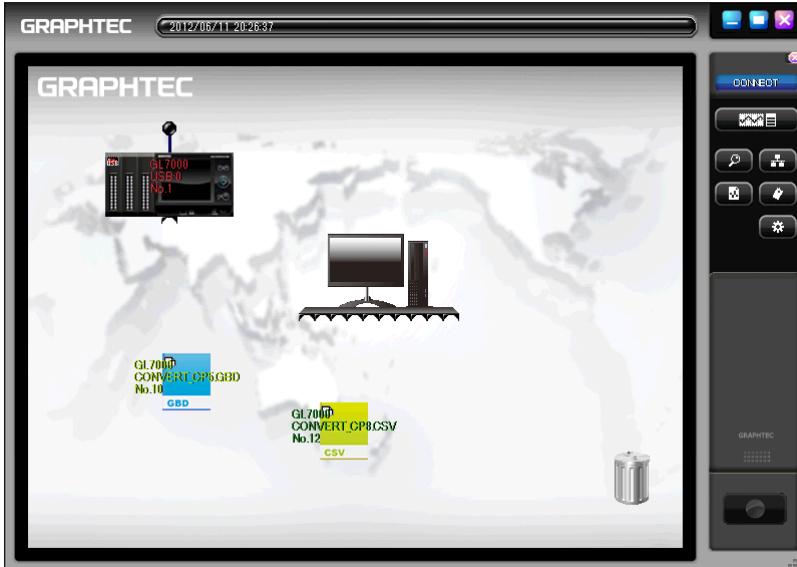 GRAPHTEC
2012/06/11 20:26:37
CONNECT
GRAPHTEC
GL7000
USB:0
No.1
GL7000
CONVERT_CP6.GBD
No.10
GBD
GL7000
CONVERT_CP8.CSV
No.12
CSV
GRAPHTEC